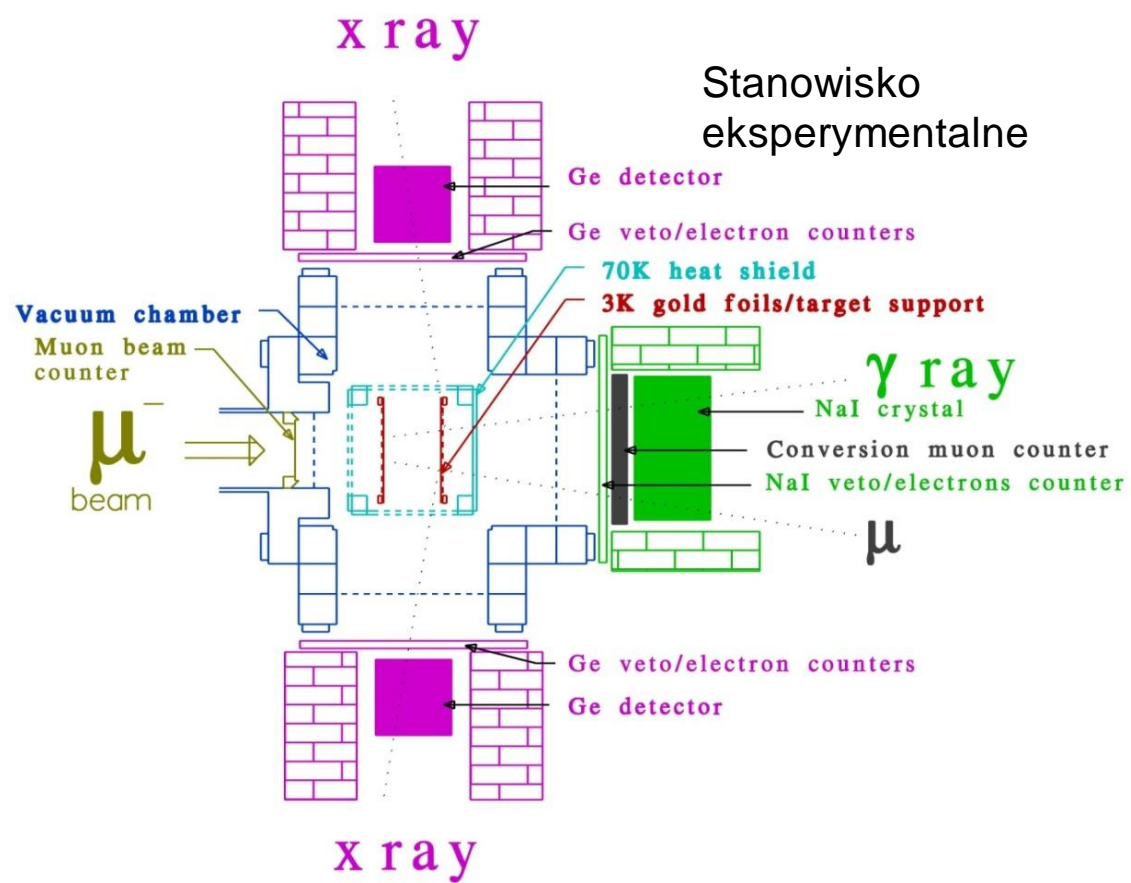 x ray
Stanowisko
eksperymentalne
Ge detector
Ge veto/electron counters
70K heat shield
3K gold foils/target support
Vacuum chamber
Muon beam
counter
μ⁻
beam
γ ray
NaI crystal
Conversion muon counter
NaI veto/electrons counter
μ
Ge veto/electron counters
Ge detector
x ray